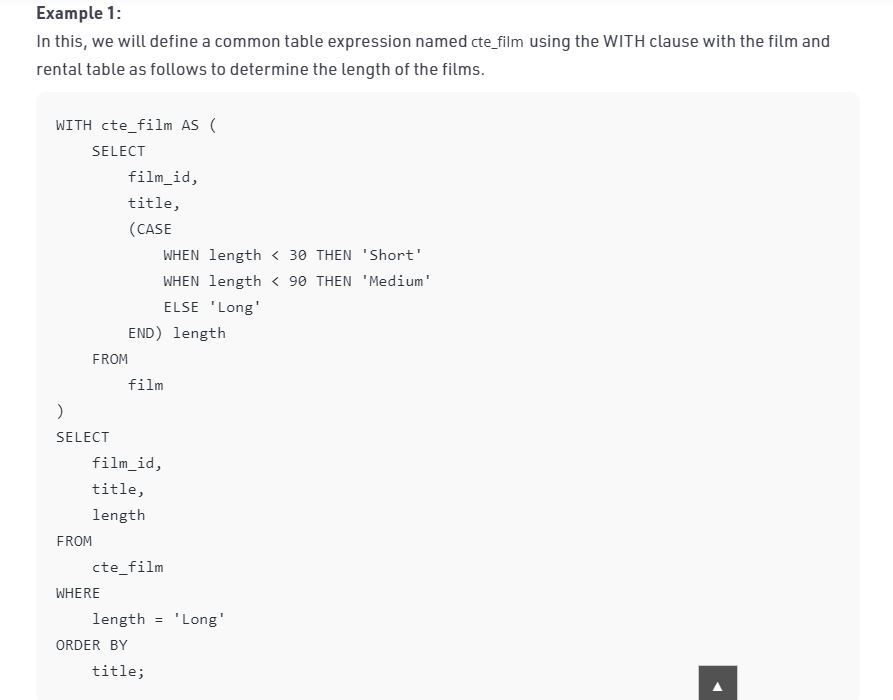 Example 1:
In this, we will define a common table expression named cte_film using the WITH clause with the film and
rental table as follows to determine the length of the films.
WITH cte_film AS (
    SELECT
        film_id,
        title,
        (CASE
            WHEN length < 30 THEN 'Short'
            WHEN length < 90 THEN 'Medium'
            ELSE 'Long'
        END) length
    FROM
        film
)
SELECT
    film_id,
    title,
    length
FROM
    cte_film
WHERE
    length = 'Long'
ORDER BY
    title;